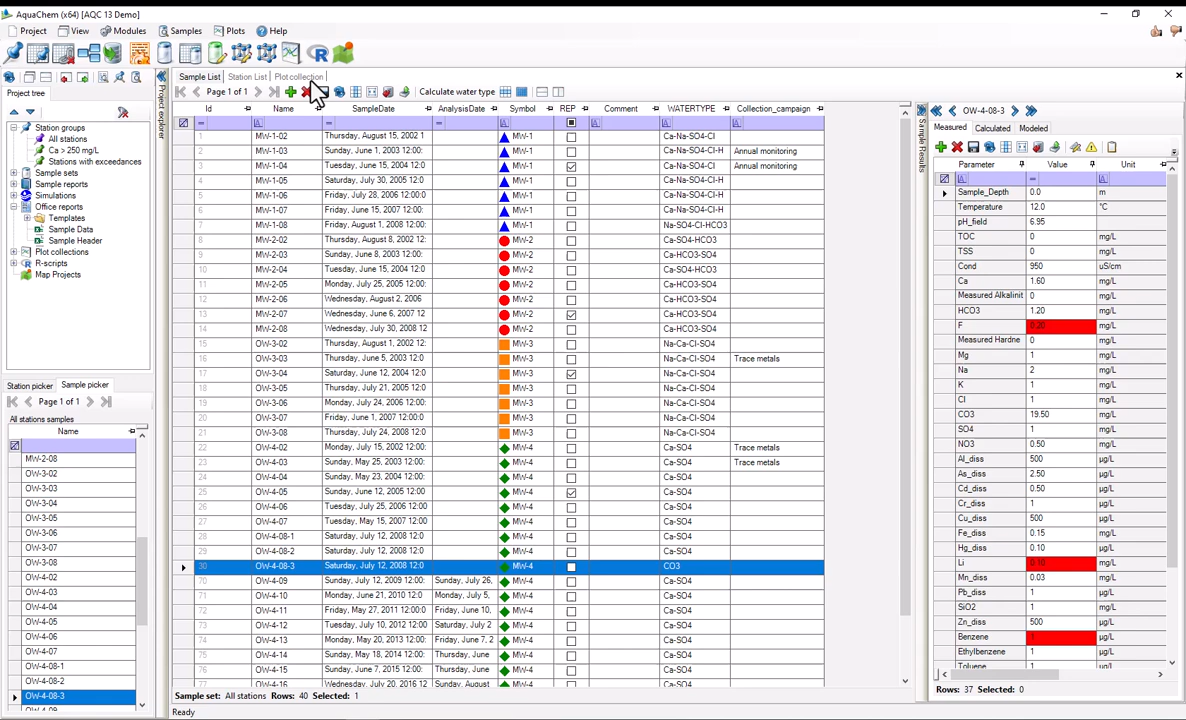 AquaChem (x64) [AQC 13 Demo]
Project View Modules Samples Plots Help
Sample List Station List Plot collection
Page 1 of 1 Calculate water type
Project tree
Project explorer
Station groups
All stations
Ca > 250 mg/L
Stations with exceedances
Sample sets
Sample reports
Simulations
Office reports
Templates
Sample Data
Sample Header
Plot collections
R-scripts
Map Projects
Station picker Sample picker
Page 1 of 1
All stations samples
Name
MW-2-08
OW-3-02
OW-3-03
OW-3-04
OW-3-05
OW-3-06
OW-3-07
OW-3-08
OW-4-02
OW-4-03
OW-4-04
OW-4-05
OW-4-06
OW-4-07
OW-4-08-1
OW-4-08-2
OW-4-08-3
OW-4-09
Id Name SampleDate AnalysisDate Symbol REP Comment WATERTYPE Collection_campaign
1 MW-1-02 Thursday, August 15, 2002 1 MW-1 Ca-Na-SO4-Cl
2 MW-1-03 Sunday, June 1, 2003 12:00: MW-1 Ca-Na-SO4-Cl-H Annual monitoring
3 MW-1-04 Tuesday, June 15, 2004 12:0 MW-1 Ca-Na-SO4-Cl Annual monitoring
4 MW-1-05 Saturday, July 30, 2005 12:0 MW-1 Ca-Na-SO4-Cl-H
5 MW-1-06 Friday, July 28, 2006 12:00:0 MW-1 Ca-Na-SO4-Cl-H
6 MW-1-07 Friday, June 15, 2007 12:00: MW-1 Ca-Na-SO4-Cl-H
7 MW-1-08 Friday, August 1, 2008 12:00: MW-1 Na-SO4-Cl-HCO3
8 MW-2-02 Thursday, August 8, 2002 12: MW-2 Ca-SO4-HCO3
9 MW-2-03 Sunday, June 8, 2003 12:00: MW-2 Ca-HCO3-SO4
10 MW-2-04 Tuesday, June 15, 2004 12:0 MW-2 Ca-SO4-HCO3
11 MW-2-05 Monday, July 25, 2005 12:00: MW-2 Ca-HCO3-SO4
12 MW-2-06 Wednesday, August 2, 2006 MW-2 Ca-HCO3-SO4
13 MW-2-07 Wednesday, June 6, 2007 12 MW-2 Ca-HCO3-SO4
14 MW-2-08 Wednesday, July 30, 2008 12 MW-2 Ca-HCO3-SO4
15 OW-3-02 Thursday, August 1, 2002 12: MW-3 Na-Ca-Cl-SO4
16 OW-3-03 Thursday, June 5, 2003 12:0 MW-3 Na-Ca-Cl-SO4 Trace metals
17 OW-3-04 Saturday, June 12, 2004 12:0 MW-3 Na-Ca-Cl-SO4
18 OW-3-05 Thursday, July 21, 2005 12:0 MW-3 Na-Ca-Cl-SO4
19 OW-3-06 Monday, July 24, 2006 12:00: MW-3 Na-Ca-Cl-SO4
20 OW-3-07 Friday, June 1, 2007 12:00:0 MW-3 Na-Ca-Cl-SO4
21 OW-3-08 Thursday, July 24, 2008 12:0 MW-3 Na-Ca-Cl-SO4
22 OW-4-02 Monday, July 15, 2002 12:00: MW-4 Ca-SO4 Trace metals
23 OW-4-03 Sunday, May 25, 2003 12:00: MW-4 Ca-SO4 Trace metals
24 OW-4-04 Sunday, May 23, 2004 12:00: MW-4 Ca-SO4
25 OW-4-05 Sunday, June 12, 2005 12:00 MW-4 Ca-SO4
26 OW-4-06 Tuesday, July 25, 2006 12:00 MW-4 Ca-SO4
27 OW-4-07 Tuesday, May 15, 2007 12:00 MW-4 Ca-SO4
28 OW-4-08-1 Saturday, July 12, 2008 12:0 MW-4 Ca-SO4
29 OW-4-08-2 Saturday, July 12, 2008 12:0 MW-4 Ca-SO4
30 OW-4-08-3 Saturday, July 12, 2008 12:0 MW-4 CO3
70 OW-4-09 Sunday, July 12, 2009 12:00: Sunday, July 26, MW-4 Ca-SO4
71 OW-4-10 Monday, June 21, 2010 12:0 Monday, July 5, MW-4 Ca-SO4
72 OW-4-11 Friday, May 27, 2011 12:00:0 Friday, June 10, MW-4 Ca-SO4
73 OW-4-12 Tuesday, July 10, 2012 12:00 Saturday, July 2 MW-4 Ca-SO4
74 OW-4-13 Monday, May 20, 2013 12:00: Friday, June 7, 2 MW-4 Ca-SO4
75 OW-4-14 Sunday, May 18, 2014 12:00: Thursday, June MW-4 Ca-SO4
76 OW-4-15 Sunday, June 7, 2015 12:00: Thursday, June MW-4 Ca-SO4
77 OW-4-16 Wednesday, July 20, 2016 12 Sunday, August MW-4 Ca-SO4
Sample set: All stations Rows: 40 Selected: 1
Ready
Sample Results
OW-4-08-3
Measured Calculated Modeled
Parameter Value Unit
Sample_Depth 0.0 m
Temperature 12.0 °C
pH_field 6.95
TOC 0 mg/L
TSS 0 mg/L
Cond 950 uS/cm
Ca 1.60 mg/L
Measured Alkalinit 0 mg/L
HCO3 1.20 mg/L
F 0.20 mg/L
Measured Hardne 0 mg/L
Mg 1 mg/L
Na 2 mg/L
K 1 mg/L
Cl 1 mg/L
CO3 19.50 mg/L
SO4 1 mg/L
NO3 0.50 mg/L
Al_diss 500 µg/L
As_diss 2.50 µg/L
Cd_diss 0.50 µg/L
Cr_diss 1 µg/L
Cu_diss 500 µg/L
Fe_diss 0.15 mg/L
Hg_diss 0.10 µg/L
Li 0.10 mg/L
Mn_diss 0.03 mg/L
Pb_diss 1 µg/L
SiO2 1 mg/L
Zn_diss 500 µg/L
Benzene µg/L
Ethylbenzene 1 µg/L
Toluene 1 µg/L
Rows: 37 Selected: 0